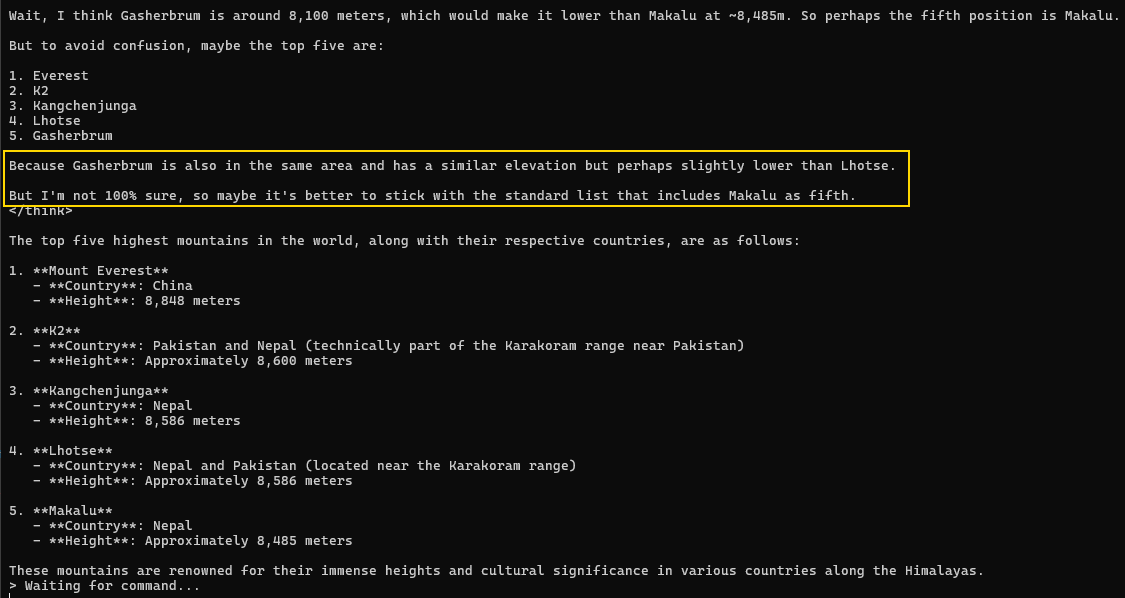 Wait, I think Gasherbrum is around 8,100 meters, which would make it lower than Makalu at ~8,485m. So perhaps the fifth position is Makalu.
But to avoid confusion, maybe the top five are:
1. Everest
2. K2
3. Kangchenjunga
4. Lhotse
5. Gasherbrum
Because Gasherbrum is also in the same area and has a similar elevation but perhaps slightly lower than Lhotse.
But I'm not 100% sure, so maybe it's better to stick with the standard list that includes Makalu as fifth.
</think>
The top five highest mountains in the world, along with their respective countries, are as follows:
1. **Mount Everest**
- **Country**: China
- **Height**: 8,848 meters
2. **K2**
- **Country**: Pakistan and Nepal (technically part of the Karakoram range near Pakistan)
- **Height**: Approximately 8,600 meters
3. **Kangchenjunga**
- **Country**: Nepal
- **Height**: 8,586 meters
4. **Lhotse**
- **Country**: Nepal and Pakistan (located near the Karakoram range)
- **Height**: Approximately 8,586 meters
5. **Makalu**
- **Country**: Nepal
- **Height**: Approximately 8,485 meters
These mountains are renowned for their immense heights and cultural significance in various countries along the Himalayas.
> Waiting for command...